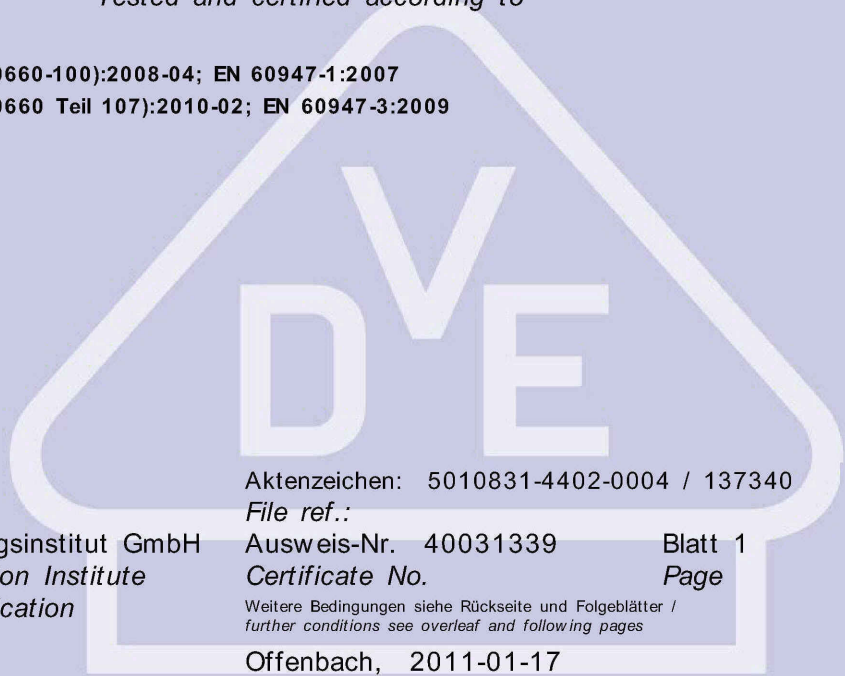 Tested and certified according to
0660-100):2008-04; EN 60947-1:2007
0660 Teil 107):2010-02; EN 60947-3:2009
VDE
Aktenzeichen: 5010831-4402-0004 / 137340
File ref.:
gsinstitut GmbH Ausweis-Nr. 40031339 Blatt 1
on Institute Certificate No. Page
cation Weitere Bedingungen siehe Rückseite und Folgeblätter /
further conditions see overleaf and following pages
Offenbach, 2011-01-17